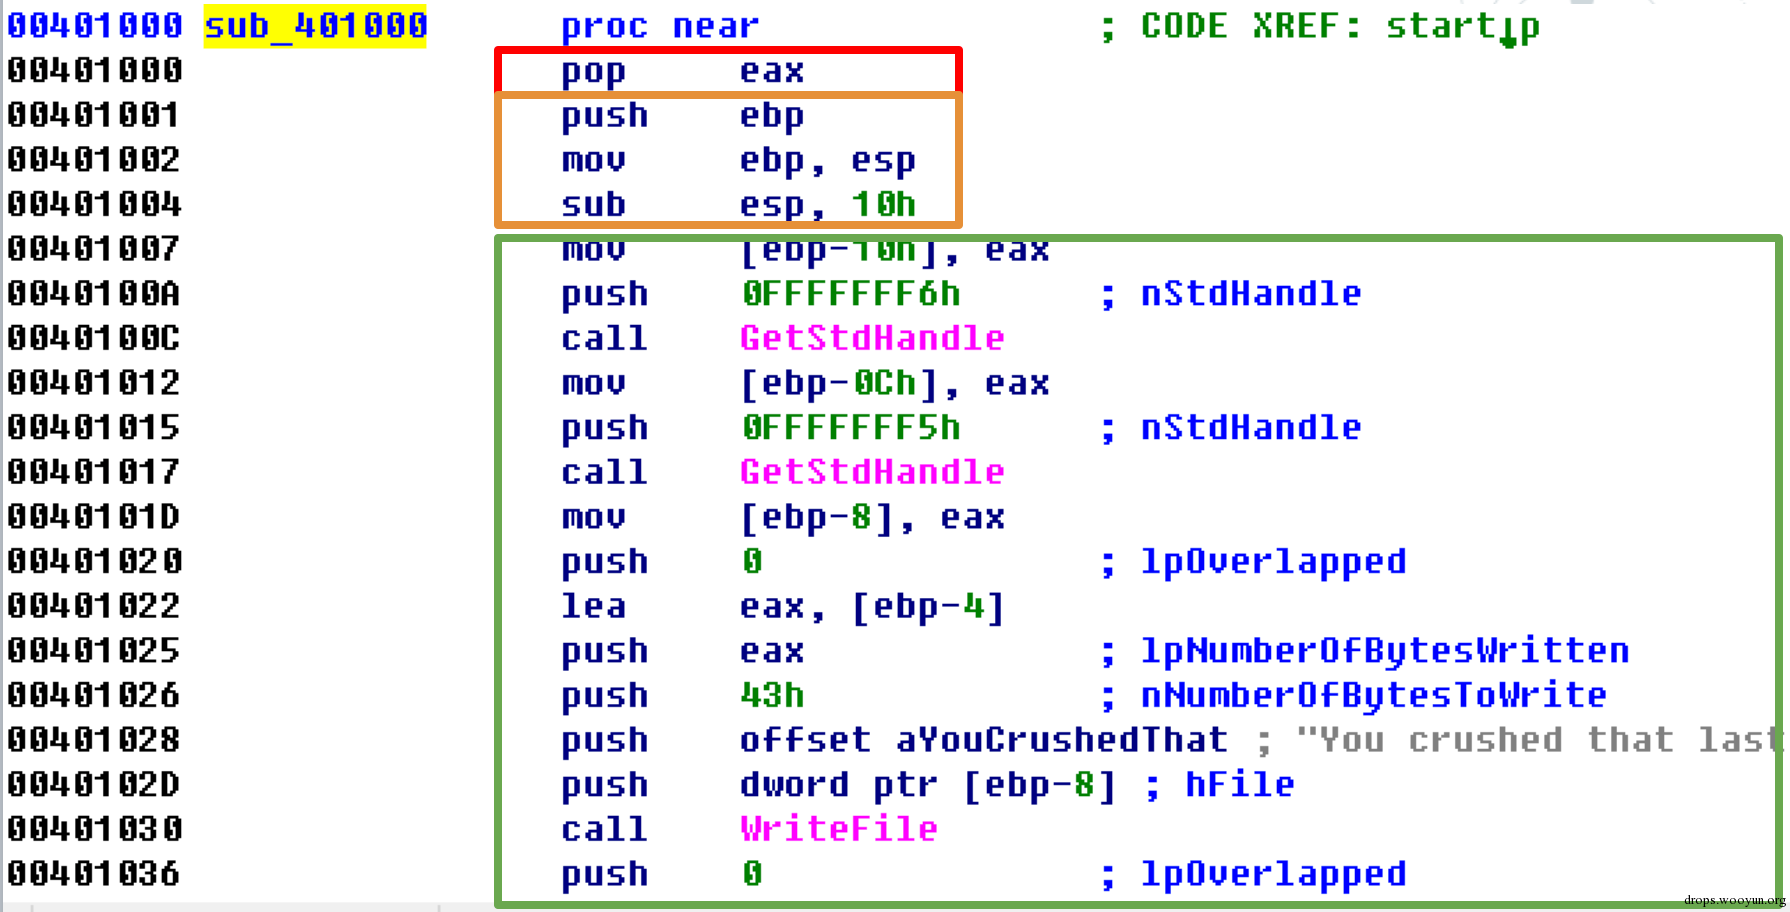 00401000 sub_401000 proc near ; CODE XREF: start↓p
00401000 pop eax
00401001 push ebp
00401002 mov ebp, esp
00401004 sub esp, 10h
00401007 mov [ebp-10h], eax
0040100A push 0FFFFFFF6h ; nStdHandle
0040100C call GetStdHandle
00401012 mov [ebp-0Ch], eax
00401015 push 0FFFFFFF5h ; nStdHandle
00401017 call GetStdHandle
0040101D mov [ebp-8], eax
00401020 push 0 ; lpOverlapped
00401022 lea eax, [ebp-4]
00401025 push eax ; lpNumberOfBytesWritten
00401026 push 43h ; nNumberOfBytesToWrite
00401028 push offset aYouCrushedThat ; "You crushed that last
0040102D push dword ptr [ebp-8] ; hFile
00401030 call WriteFile
00401036 push 0 ; lpOverlapped
drops.wooyun.org